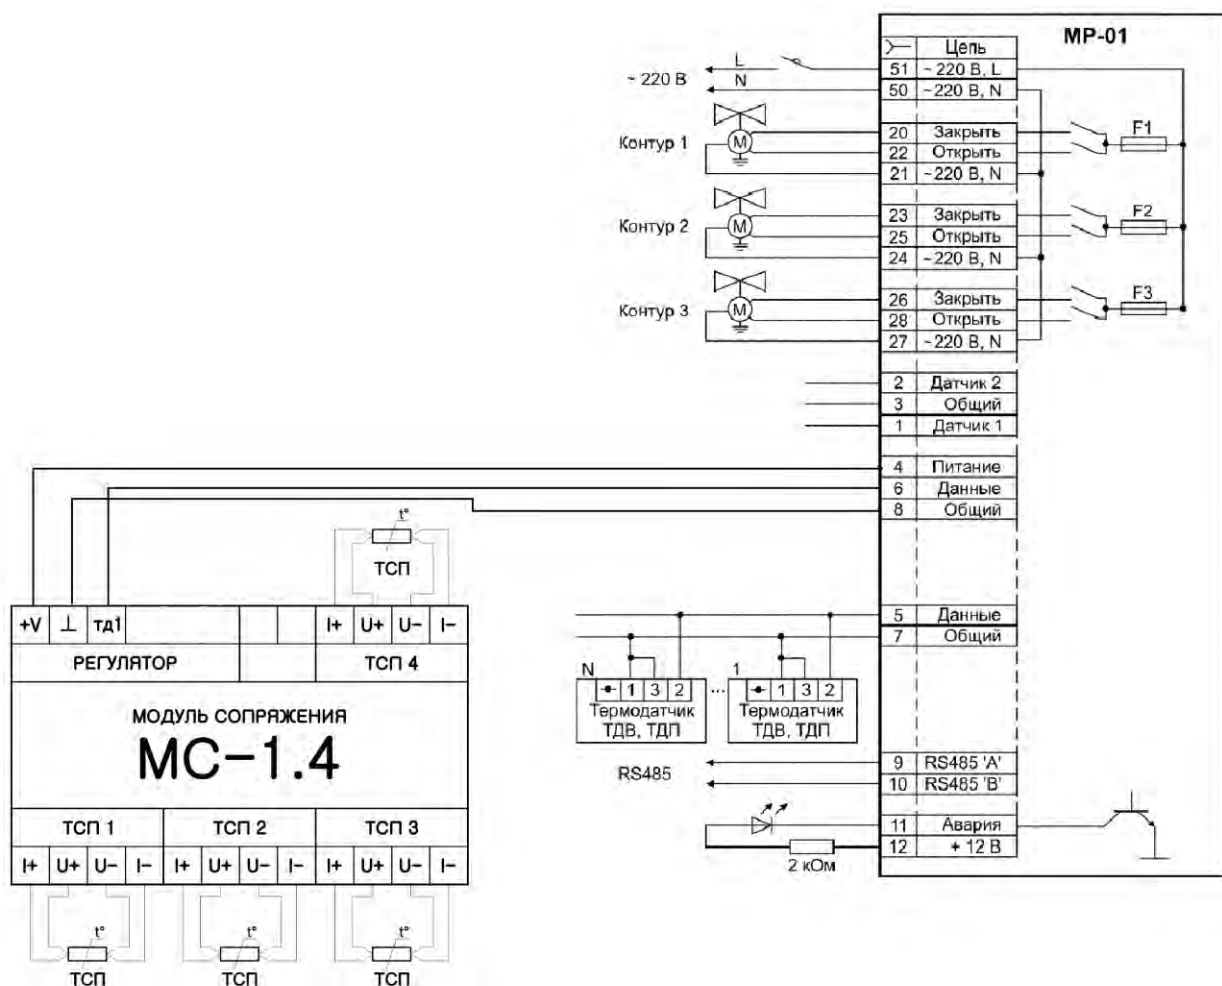 МР-01
Цепь
~ 220 В
L
N
51 ~220 В, L
50 ~220 В, N
Контур 1
М
20 Закрыть
22 Открыть
21 ~220 В, N
F1
Контур 2
М
23 Закрыть
25 Открыть
24 ~220 В, N
F2
Контур 3
М
26 Закрыть
28 Открыть
27 ~220 В, N
F3
2 Датчик 2
3 Общий
1 Датчик 1
4 Питание
6 Данные
8 Общий
t°
ТСП
+V ⊥ тд1 I+ U+ U− I−
РЕГУЛЯТОР ТСП 4
МОДУЛЬ СОПРЯЖЕНИЯ
МС−1.4
ТСП 1 ТСП 2 ТСП 3
I+ U+ U− I− I+ U+ U− I− I+ U+ U− I−
t° t° t°
ТСП ТСП ТСП
5 Данные
7 Общий
N 1 3 2 ... 1 1 3 2
Термодатчик Термодатчик
ТДВ, ТДП ТДВ, ТДП
RS485
9 RS485 'A'
10 RS485 'B'
11 Авария
12 + 12 В
2 кОм